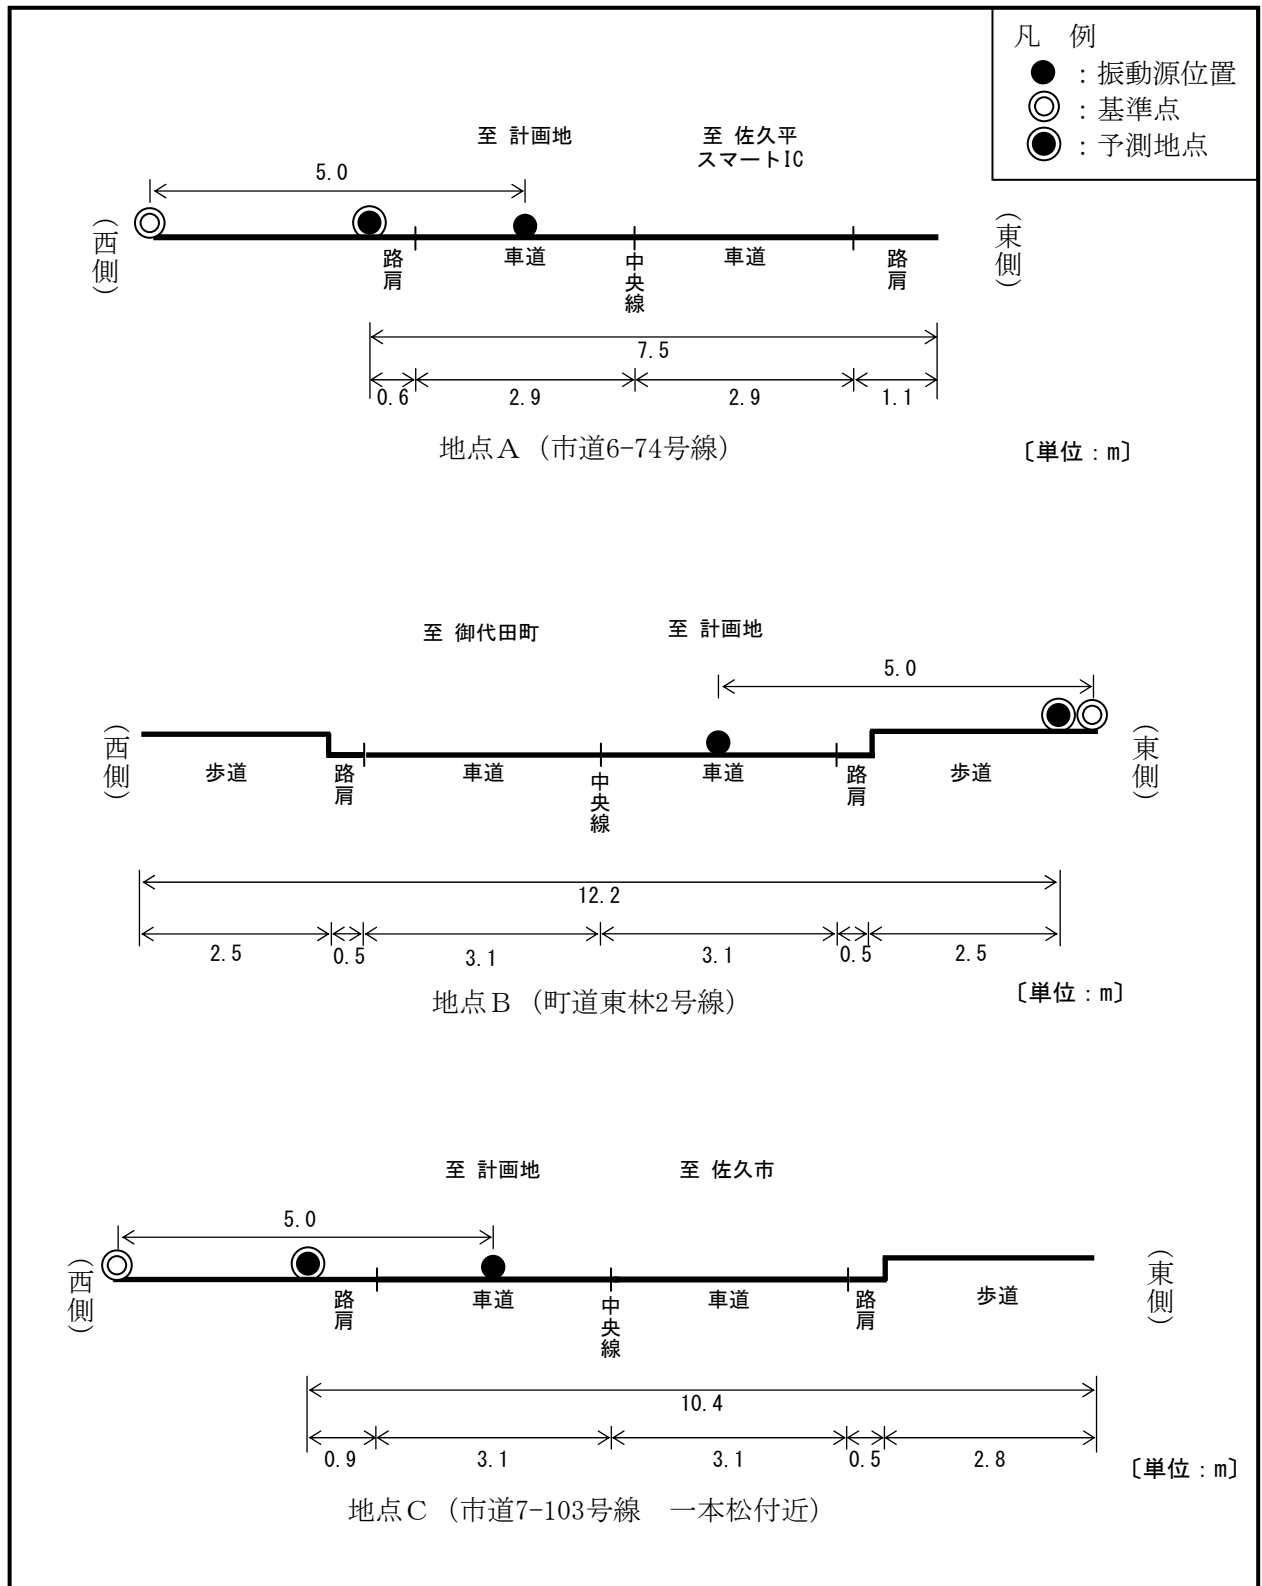 凡　例
：振動源位置
：基準点
：予測地点
至 計画地
至 佐久平
スマートIC
5.0
（西側）
（東側）
路肩
車道
中央線
車道
路肩
7.5
0.6
2.9
2.9
1.1
地点Ａ（市道6-74号線）
〔単位：m〕
至 御代田町
至 計画地
5.0
（西側）
（東側）
歩道
路肩
車道
中央線
車道
路肩
歩道
12.2
2.5
0.5
3.1
3.1
0.5
2.5
地点Ｂ（町道東林2号線）
〔単位：m〕
至 計画地
至 佐久市
5.0
（西側）
（東側）
路肩
車道
中央線
車道
路肩
歩道
10.4
0.9
3.1
3.1
0.5
2.8
〔単位：m〕
地点Ｃ（市道7-103号線　一本松付近）